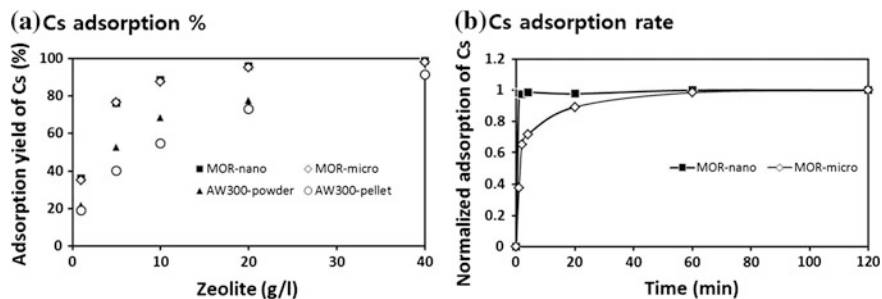 (a) Cs adsorption %
Adsorption yield of Cs (%)
100
80
60
40
20
0
0 10 20 30 40
Zeolite (g/l)
■ MOR-nano ◇ MOR-micro
▲ AW300-powder ○ AW300-pellet
(b) Cs adsorption rate
Normalized adsorption of Cs
1.2
1
0.8
0.6
0.4
0.2
0
0 20 40 60 80 100 120
Time (min)
MOR-nano MOR-micro